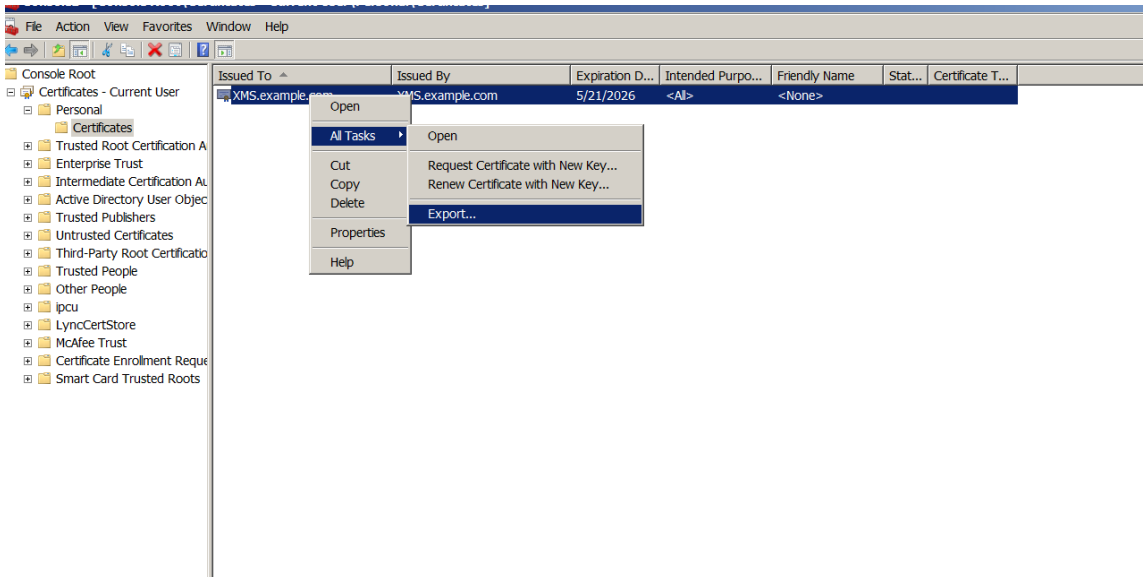 File Action View Favorites Window Help
Console Root
Certificates - Current User
Personal
Certificates
Trusted Root Certification A
Enterprise Trust
Intermediate Certification Au
Active Directory User Objec
Trusted Publishers
Untrusted Certificates
Third-Party Root Certificatio
Trusted People
Other People
ipcu
LyncCertStore
McAfee Trust
Certificate Enrollment Reque
Smart Card Trusted Roots
Issued To Issued By Expiration D... Intended Purpo... Friendly Name Stat... Certificate T...
XMS.example.com XMS.example.com 5/21/2026 <All> <None>
Open
All Tasks
Cut
Copy
Delete
Properties
Help
Open
Request Certificate with New Key...
Renew Certificate with New Key...
Export...